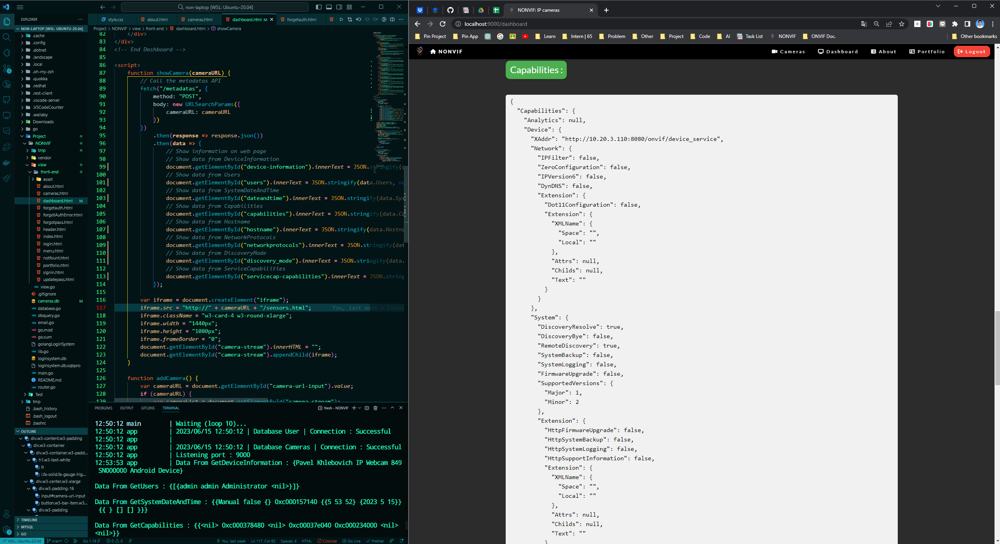 non-laptop [WSL: Ubuntu-20.04]
EXPLORER
style.css
about.html
cameras.html
dashboard.html M
forgetauth.html
NON-LAPTOP [WSL: UBUNTU-20.04]
Project > NONVIF > view > front-end > dashboard.html > showCamera
.cache
.config
.dotnet
.landscape
.local
.oh-my-zsh
.quokka
.redhat
.rest-client
.vscode-server
.VSCodeCounter
.wallaby
Downloads
go
Project
NONVIF
tmp
vendor
view
front-end
asset
about.html
cameras.html
dashboard.html M
forgetauth.html
forgotAuthError.html
forgotpass.html
header.html
index.html
login.html
menu.html
notfount.html
portfolio.html
signin.html
updatepass.html
view.go
.gitignore
cameras.db M
database.go
dbquery.go
email.go
go.mod
go.sum
golangLoginSystem
lib.go
loginsystem.db
loginsystem.db.sqbpro
main.go
README.md
router.go
Test
tmp
.bash_history
.bash_logout
.bashrc
OUTLINE
div.w3-content.w3-padding
div.w3-container
div.w3-container.w3-padd...
h1.w3-text-white
b
i.fa-solid.fa-gauge-hig...
div.w3-center.w3-xlarge
div.w3-padding-16
input#camera-url-input
button.w3-bar-item.w3...
div.w3-padding
TIMELINE
MYSQL
GO
82 </div>
83 </div>
84 <!-- End Dashboard -->
85
86 <script>
87 function showCamera(cameraURL) {
88 // Call the metadatas API
89 fetch("/metadatas", {
90 method: "POST",
91 body: new URLSearchParams({
92 cameraURL: cameraURL
93 })
94 })
95 .then(response => response.json())
96 .then(data => {
97 // Show information on web page
98 // Show data from DeviceInformation
99 document.getElementById("device-information").innerText = JSON.stringify(
100 // Show data from Users
101 document.getElementById("users").innerText = JSON.stringify(data.Users, nu
102 // Show data from SystemDateAndTime
103 document.getElementById("dateandtime").innerText = JSON.stringify(data.Sys
104 // Show data from Capabilities
105 document.getElementById("capabilities").innerText = JSON.stringify(data.Ca
106 // Show data from Hostname
107 document.getElementById("hostname").innerText = JSON.stringify(data.Hostna
108 // Show data from NetworkProtocols
109 document.getElementById("networkprotocols").innerText = JSON.stringify(dat
110 // Show data from DiscoveryMode
111 document.getElementById("discovery_mode").innerText = JSON.stringify(data.
112 // Show data from ServiceCapabilities
113 document.getElementById("servicecap-capabilities").innerText = JSON.string
114 });
115
116 var iframe = document.createElement("iframe");
117 iframe.src = "http://" + cameraURL + "/sensors.html"; You, last week • Fixed
118 iframe.className = "w3-card-4 w3-round-xlarge";
119 iframe.width = "1440px";
120 iframe.height = "1080px";
121 iframe.frameBorder = "0";
122 document.getElementById("camera-stream").innerHTML = "";
123 document.getElementById("camera-stream").appendChild(iframe);
124 }
125
126 function addCamera() {
127 var cameraURL = document.getElementById("camera-url-input").value;
128 if (cameraURL) {
129 var cameraList = document.getElementById("camera-stream");
PROBLEMS OUTPUT GITLENS TERMINAL fresh - NONVIF
12:50:12 main | Waiting (loop 10)...
12:50:12 app | 2023/06/15 12:50:12 | Database User | Connection : Successful
12:50:12 app |
12:50:12 app | 2023/06/15 12:50:12 | Database Cameras | Connection : Successful
12:50:12 app | Listening port : 9000
12:53:53 app | Data From GetDeviceInformation : {Pavel Khlebovich IP Webcam 849
SN000000 Android Device}
Data From GetUsers : {[{admin admin Administrator <nil>}]}
Data From GetSystemDateAndTime : {{Manual false {} 0xc000157140 {{5 53 52} {2023 5 15}}
{{ } [] [] }}}
Data From GetCapabilities : {{<nil> 0xc000378480 <nil> 0xc00037e040 0xc000234000 <nil>
<nil>}}
WSL: Ubuntu-20.04 main* Go 1.19 0 0 You, last week Ln 117, Col 62 Spaces: 4 HTML Colorize Go Live Prettier
NONVIF: IP cameras
localhost:9000/dashboard
Pin Project
Pin App
Learn
Intern | 65
Problem
Other
Project
Code
AI
Task List
NONVIF
ONVIF Doc.
Other bookmarks
NONVIF
Cameras
Dashboard
About
Portfolio
Logout
Capabilities :
{
"Capabilities": {
"Analytics": null,
"Device": {
"XAddr": "http://10.20.3.110:8080/onvif/device_service",
"Network": {
"IPFilter": false,
"ZeroConfiguration": false,
"IPVersion6": false,
"DynDNS": false,
"Extension": {
"Dot11Configuration": false,
"Extension": {
"XMLName": {
"Space": "",
"Local": ""
},
"Attrs": null,
"Childs": null,
"Text": ""
}
}
},
"System": {
"DiscoveryResolve": true,
"DiscoveryBye": false,
"RemoteDiscovery": true,
"SystemBackup": false,
"SystemLogging": false,
"FirmwareUpgrade": false,
"SupportedVersions": {
"Major": 1,
"Minor": 2
},
"Extension": {
"HttpFirmwareUpgrade": false,
"HttpSystemBackup": false,
"HttpSystemLogging": false,
"HttpSupportInformation": false,
"Extension": {
"XMLName": {
"Space": "",
"Local": ""
},
"Attrs": null,
"Childs": null,
"Text": ""
}